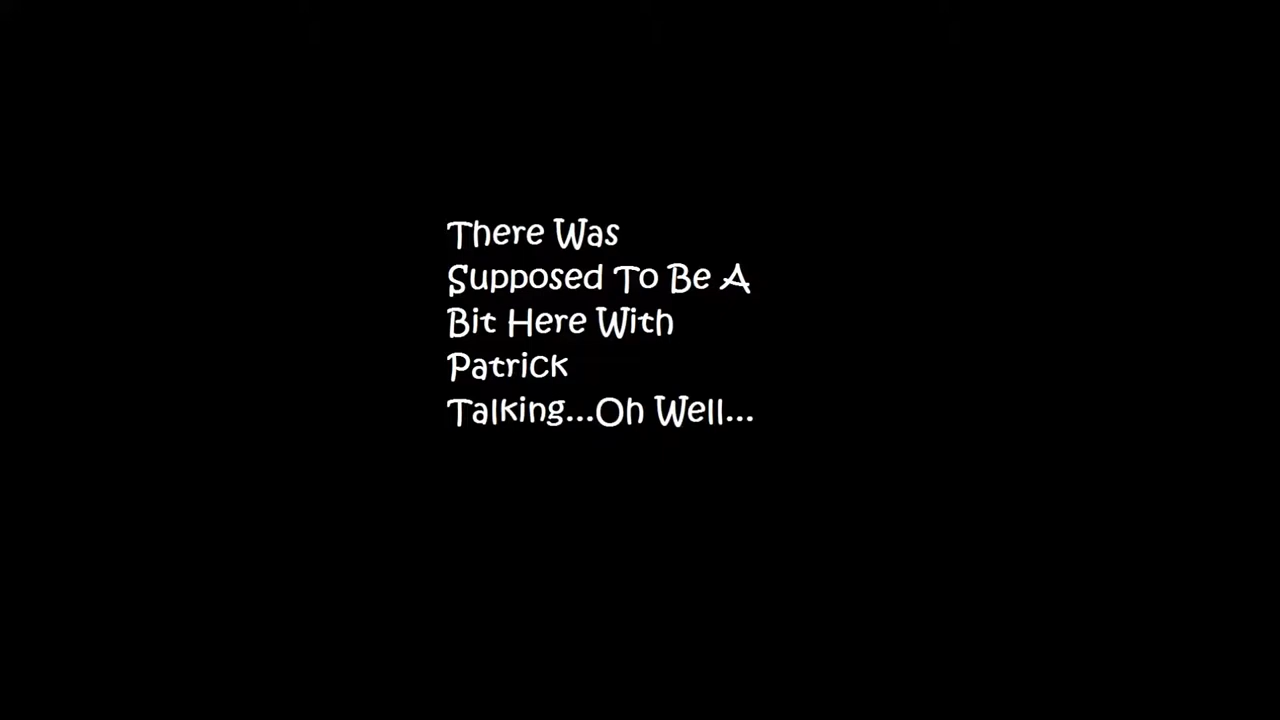 There Was
Supposed To Be A
Bit Here With
Patrick
Talking...Oh Well...